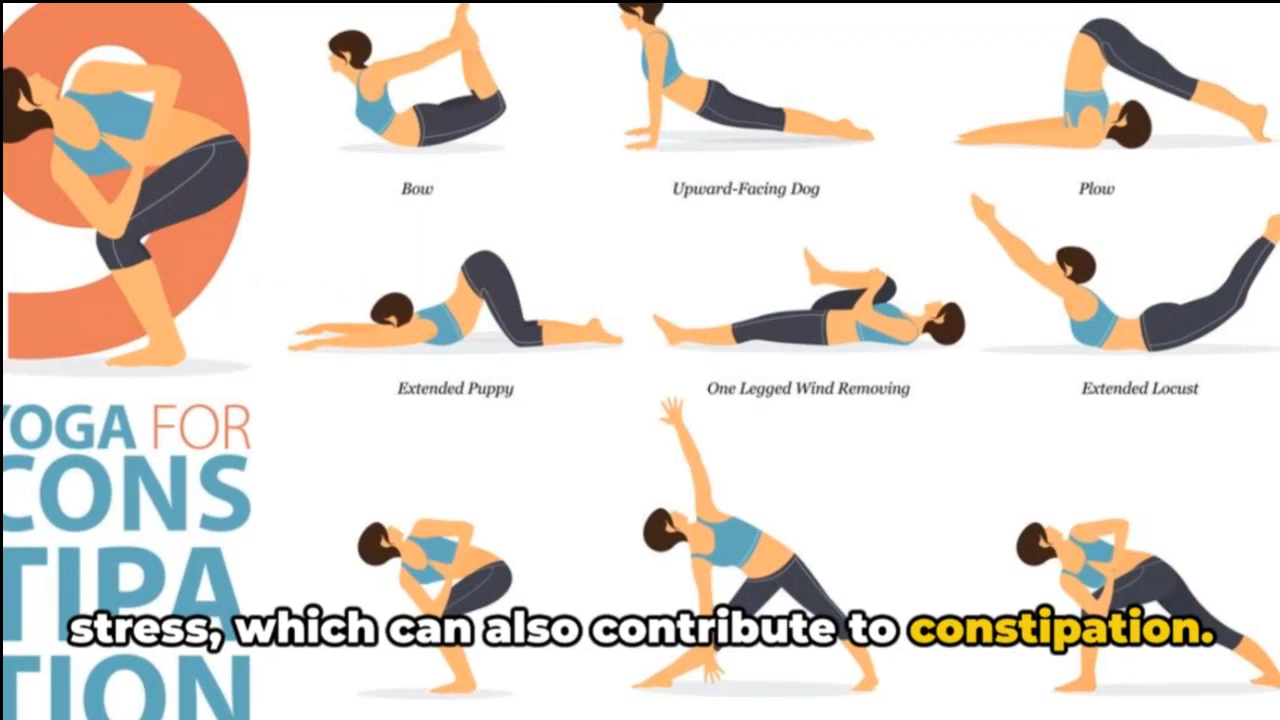 9
Bow
Upward-Facing Dog
Plow
Extended Puppy
One Legged Wind Removing
Extended Locust
YOGA FOR
CONS
TIPA
TION
stress, which can also contribute to constipation.